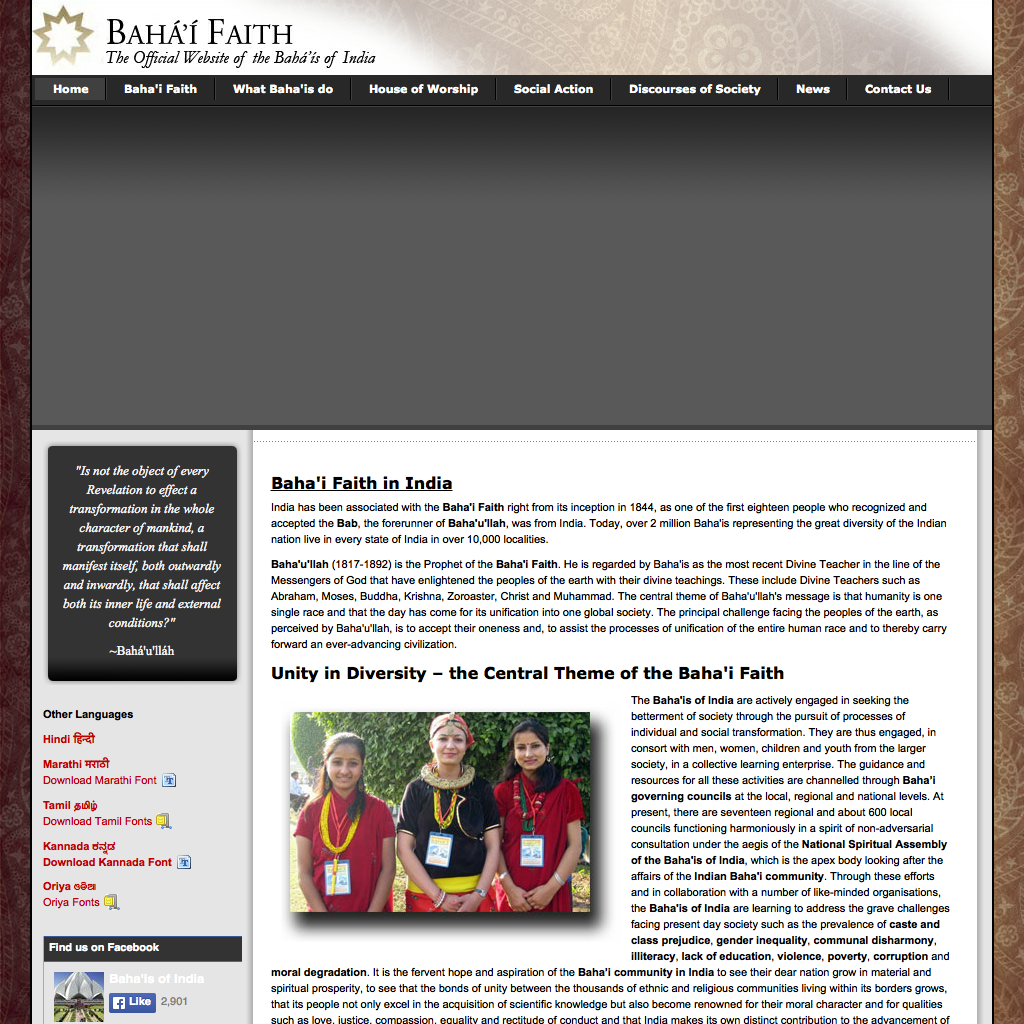 BAHÁ'Í FAITH
The Official Website of the Bahá'ís of India
Home Baha'i Faith What Baha'is do House of Worship Social Action Discourses of Society News Contact Us
"Is not the object of every
Revelation to effect a
transformation in the whole
character of mankind, a
transformation that shall
manifest itself, both outwardly
and inwardly, that shall affect
both its inner life and external
conditions?"
~Bahá'u'lláh
Other Languages
Hindi हिन्दी
Marathi मराठी
Download Marathi Font
Tamil தமிழ்
Download Tamil Fonts
Kannada ಕನ್ನಡ
Download Kannada Font
Oriya ଓଡିଆ
Oriya Fonts
Find us on Facebook
Baha'is of India
Like 2,901
Baha'i Faith in India
India has been associated with the Baha'i Faith right from its inception in 1844, as one of the first eighteen people who recognized and
accepted the Bab, the forerunner of Baha'u'llah, was from India. Today, over 2 million Baha'is representing the great diversity of the Indian
nation live in every state of India in over 10,000 localities.
Baha'u'llah (1817-1892) is the Prophet of the Baha'i Faith. He is regarded by Baha'is as the most recent Divine Teacher in the line of the
Messengers of God that have enlightened the peoples of the earth with their divine teachings. These include Divine Teachers such as
Abraham, Moses, Buddha, Krishna, Zoroaster, Christ and Muhammad. The central theme of Baha'u'llah's message is that humanity is one
single race and that the day has come for its unification into one global society. The principal challenge facing the peoples of the earth, as
perceived by Baha'u'llah, is to accept their oneness and, to assist the processes of unification of the entire human race and to thereby carry
forward an ever-advancing civilization.
Unity in Diversity – the Central Theme of the Baha'i Faith
The Baha'is of India are actively engaged in seeking the
betterment of society through the pursuit of processes of
individual and social transformation. They are thus engaged, in
consort with men, women, children and youth from the larger
society, in a collective learning enterprise. The guidance and
resources for all these activities are channelled through Baha'i
governing councils at the local, regional and national levels. At
present, there are seventeen regional and about 600 local
councils functioning harmoniously in a spirit of non-adversarial
consultation under the aegis of the National Spiritual Assembly
of the Baha'is of India, which is the apex body looking after the
affairs of the Indian Baha'i community. Through these efforts
and in collaboration with a number of like-minded organisations,
the Baha'is of India are learning to address the grave challenges
facing present day society such as the prevalence of caste and
class prejudice, gender inequality, communal disharmony,
illiteracy, lack of education, violence, poverty, corruption and
moral degradation. It is the fervent hope and aspiration of the Baha'i community in India to see their dear nation grow in material and
spiritual prosperity, to see that the bonds of unity between the thousands of ethnic and religious communities living within its borders grows,
that its people not only excel in the acquisition of scientific knowledge but also become renowned for their moral character and for qualities
such as love, justice, compassion, equality and rectitude of conduct and that India makes its own distinct contribution to the advancement of